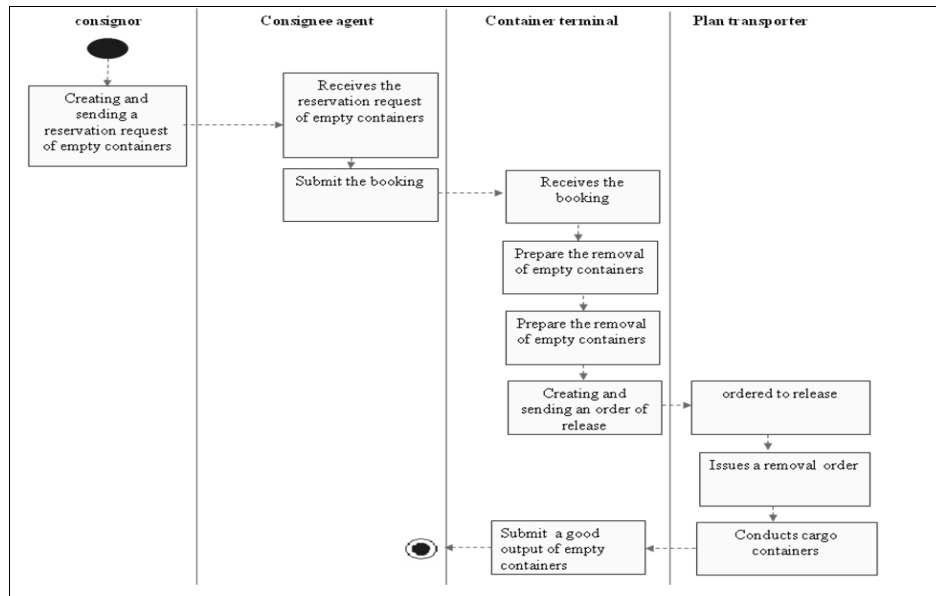 consignor
Consignee agent
Container terminal
Plan transporter
Creating and
sending a
reservation request
of empty containers
Receives the
reservation request
of empty containers
Submit the booking
Receives the
booking
Prepare the removal
of empty containers
Prepare the removal
of empty containers
Creating and
sending an order of
release
ordered to release
Issues a removal order
Conducts cargo
containers
Submit a good
output of empty
containers